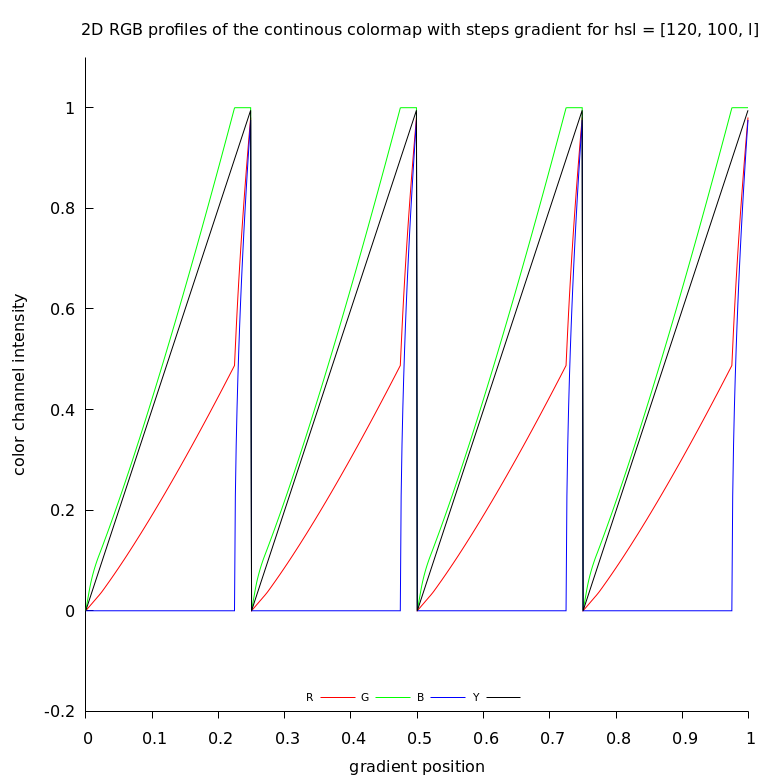 2D RGB profiles of the continous colormap with steps gradient for hsl = [120, 100, l]
1
0.8
0.6
0.4
0.2
0
-0.2
color channel intensity
R G B Y
0 0.1 0.2 0.3 0.4 0.5 0.6 0.7 0.8 0.9 1
gradient position